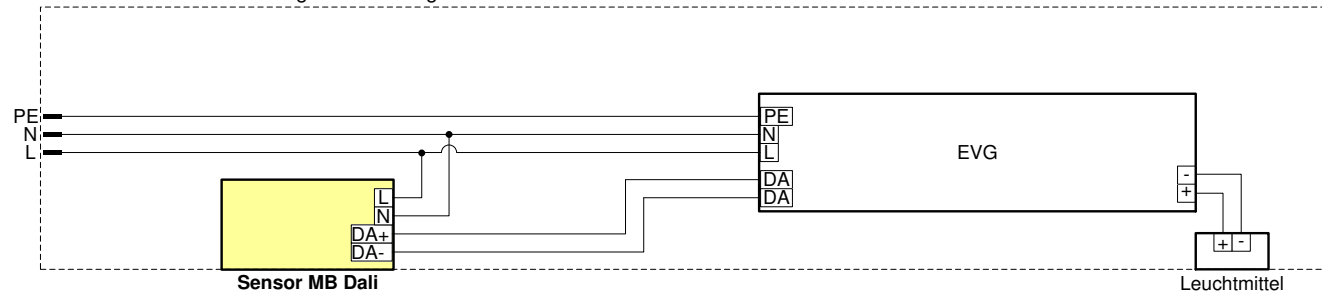 PE
N
L
PE
N
L
DA
DA
EVG
-
+
L
N
DA+
DA-
+ -
Sensor MB Dali
Leuchtmittel